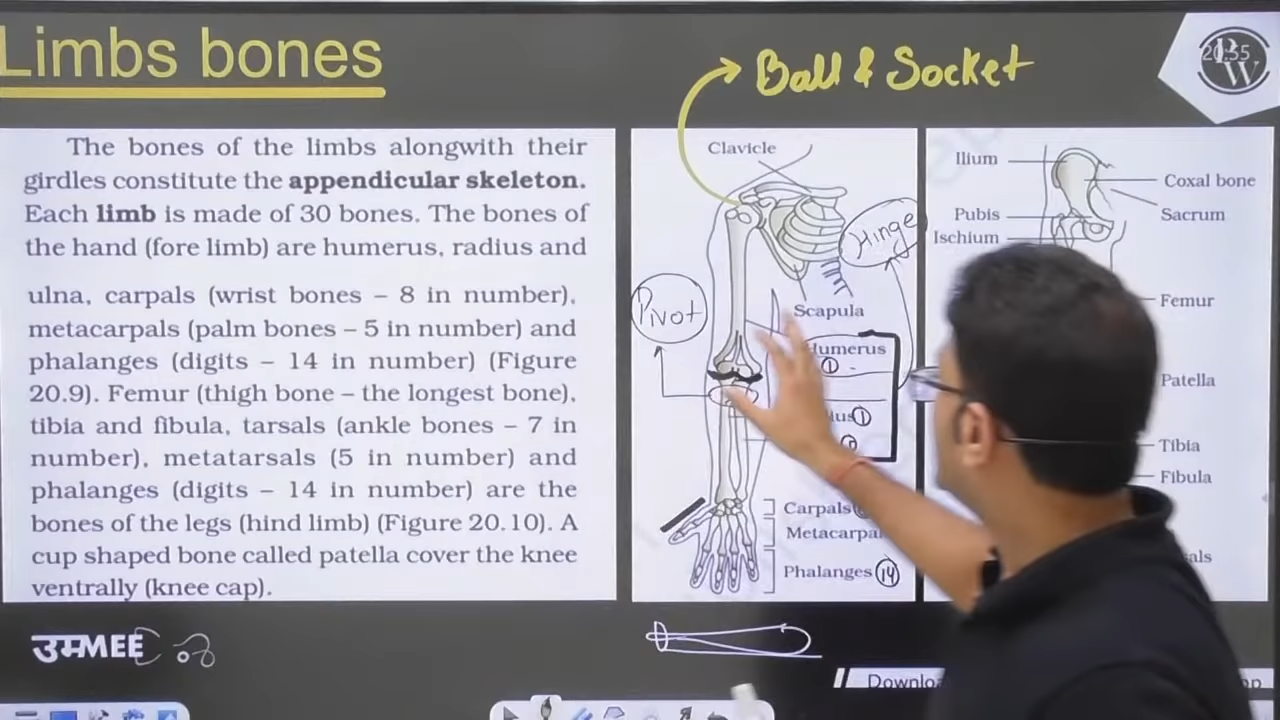 Limbs bones
Ball & Socket
The bones of the limbs alongwith their
girdles constitute the appendicular skeleton.
Each limb is made of 30 bones. The bones of
the hand (fore limb) are humerus, radius and
ulna, carpals (wrist bones – 8 in number),
metacarpals (palm bones – 5 in number) and
phalanges (digits – 14 in number) (Figure
20.9). Femur (thigh bone – the longest bone),
tibia and fibula, tarsals (ankle bones – 7 in
number), metatarsals (5 in number) and
phalanges (digits – 14 in number) are the
bones of the legs (hind limb) (Figure 20.10). A
cup shaped bone called patella cover the knee
ventrally (knee cap).
Clavicle
Hinge
Pivot
Scapula
Humerus
1
1
Carpals
Phalanges 14
Ilium
Coxal bone
Pubis
Sacrum
Ischium
Femur
Patella
Tibia
Fibula
उम्मMEE